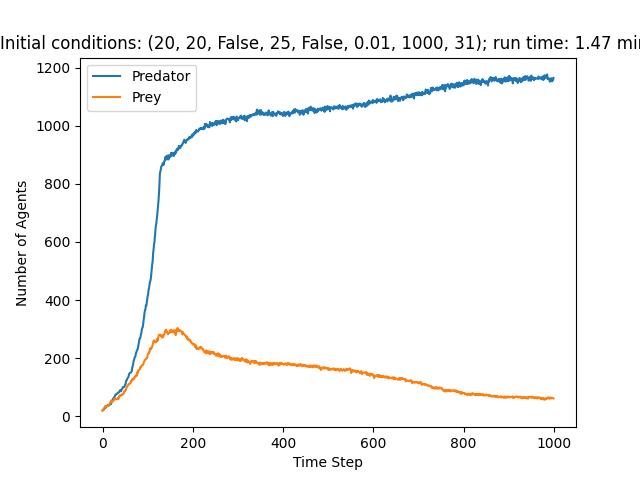 Initial conditions: (20, 20, False, 25, False, 0.01, 1000, 31); run time: 1.47
1200
1000
800
600
400
200
0
Number of Agents
Predator
Prey
0 200 400 600 800 1000
Time Step